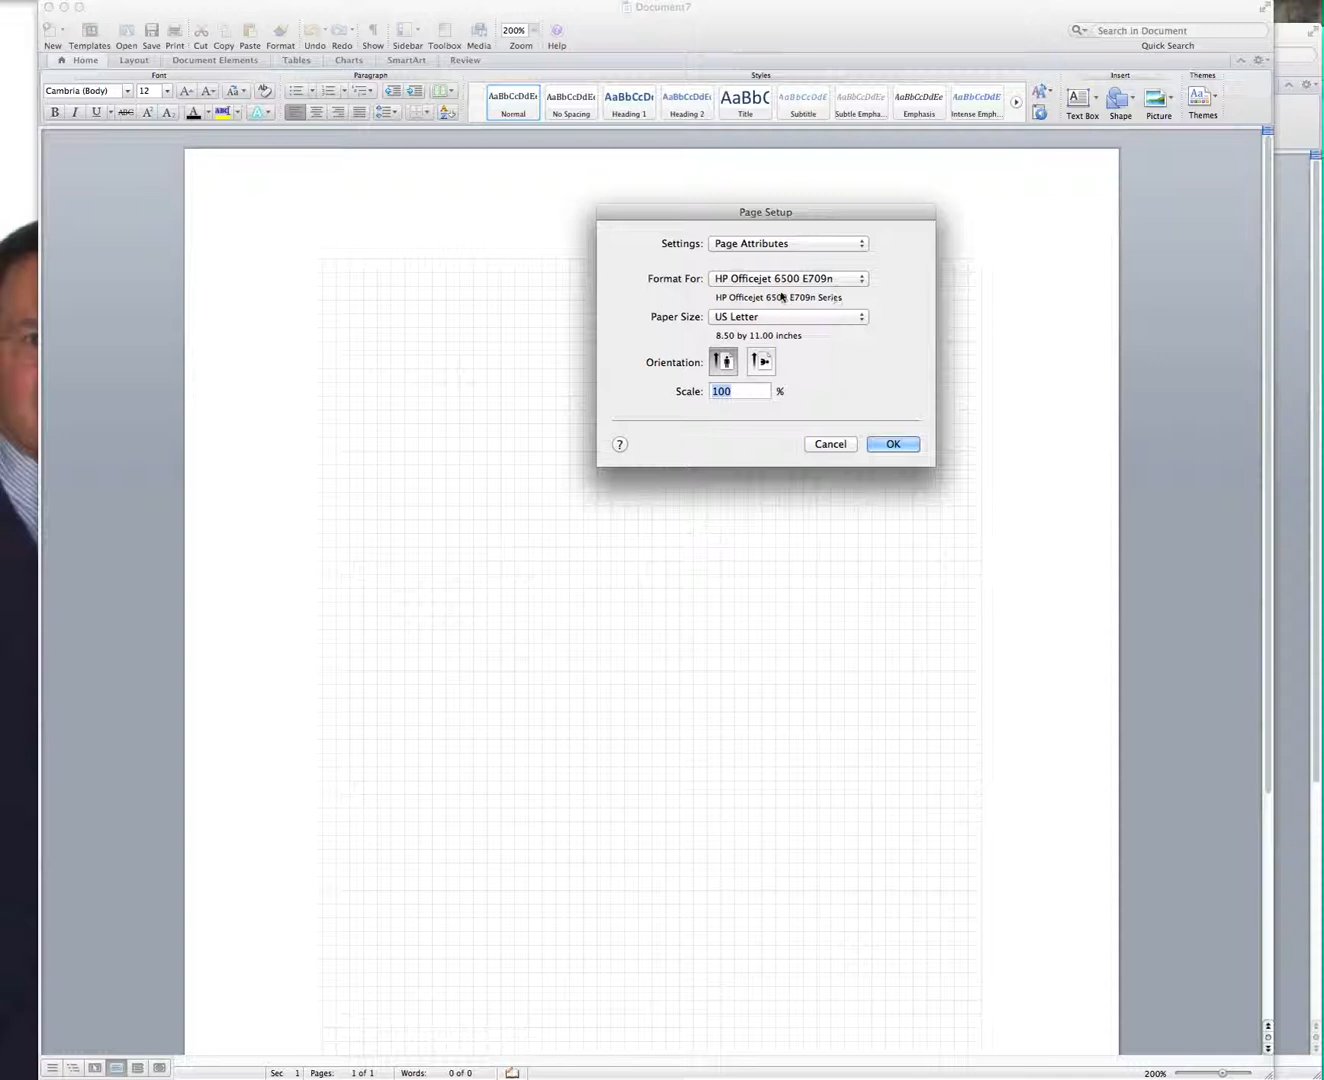 Document7
200%
Search in Document
New Templates Open Save Print Cut Copy Paste Format Undo Redo Show Sidebar Toolbox Media Zoom Help
Quick Search
Home Layout Document Elements Tables Charts SmartArt Review
Font Paragraph Styles Insert Themes
Cambria (Body) 12 A A Aa
AaBbCcDdEe AaBbCcDdEe AaBbCcDc AaBbCcDdEe AaBbC AaBbCcDdE AaBbCcDdEe AaBbCcDdEe AaBbCcDdE
B I U ABC A² A₂ A ABC A
Normal No Spacing Heading 1 Heading 2 Title Subtitle Subtle Empha... Emphasis Intense Emph...
Text Box Shape Picture Themes
Page Setup
Settings: Page Attributes
Format For: HP Officejet 6500 E709n
HP Officejet 6500 E709n Series
Paper Size: US Letter
8.50 by 11.00 inches
Orientation:
Scale: 100 %
? Cancel OK
Sec 1 Pages: 1 of 1 Words: 0 of 0 200%